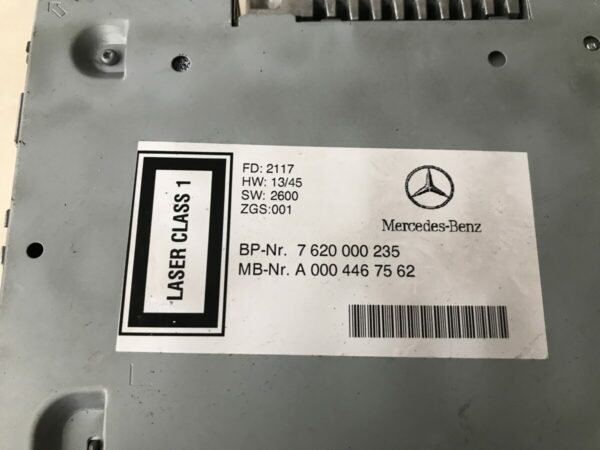 LASER CLASS 1
FD: 2117
HW: 13/45
SW: 2600
ZGS:001
Mercedes-Benz
BP-Nr. 7 620 000 235
MB-Nr. A 000 446 75 62